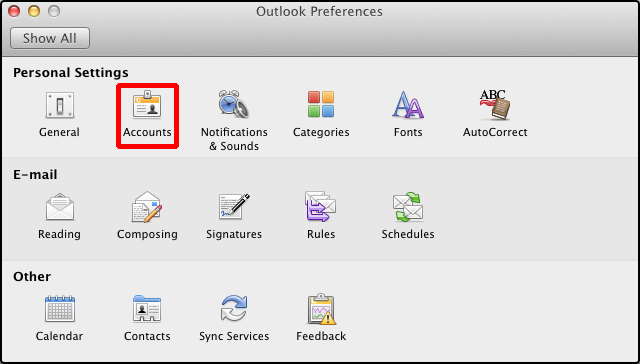 Outlook Preferences
Show All
Personal Settings
General
Accounts
Notifications
& Sounds
Categories
Fonts
ABC
AutoCorrect
E-mail
Reading
Composing
Signatures
Rules
Schedules
Other
Calendar
Contacts
Sync Services
Feedback